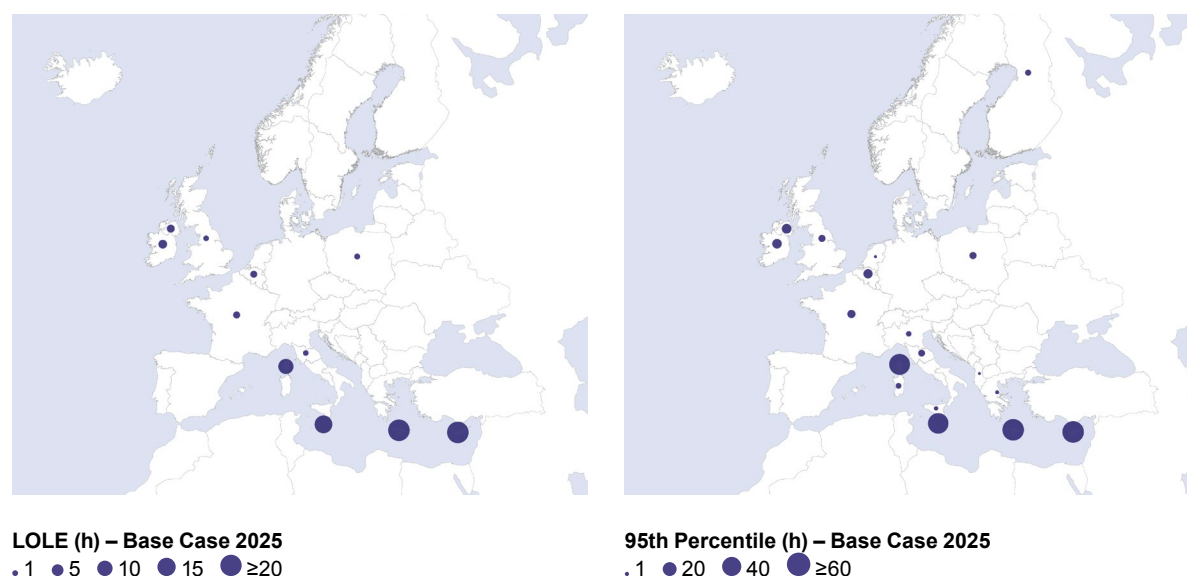 LOLE (h) – Base Case 2025
1 5 10 15 ≥20
95th Percentile (h) – Base Case 2025
1 20 40 ≥60